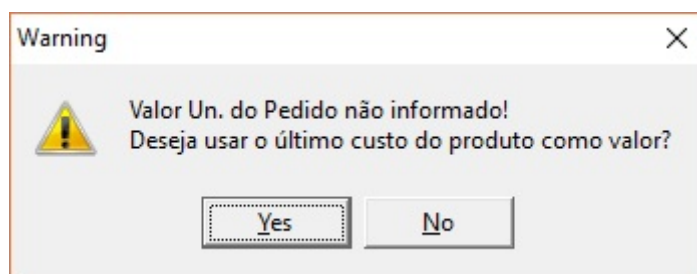 Warning
Valor Un. do Pedido não informado!
Deseja usar o último custo do produto como valor?
Yes No